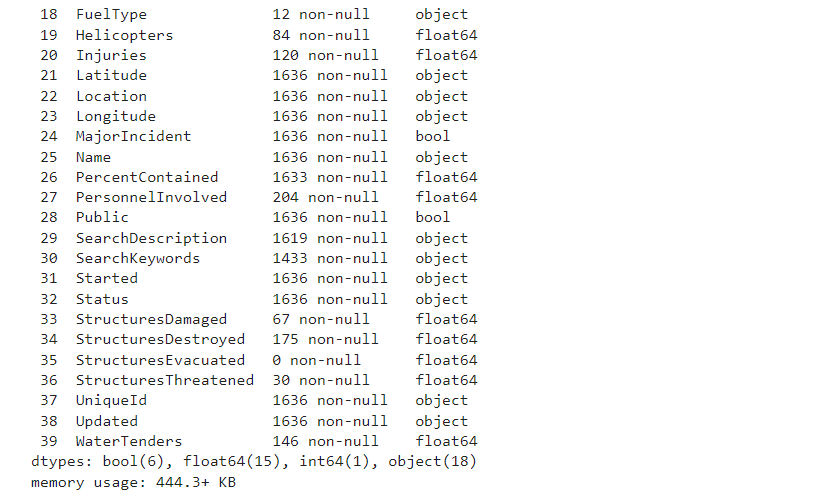 18  FuelType              12 non-null     object
19  Helicopters           84 non-null     float64
20  Injuries              120 non-null    float64
21  Latitude              1636 non-null   object
22  Location              1636 non-null   object
23  Longitude             1636 non-null   object
24  MajorIncident         1636 non-null   bool
25  Name                  1636 non-null   object
26  PercentContained      1633 non-null   float64
27  PersonnelInvolved     204 non-null    float64
28  Public                1636 non-null   bool
29  SearchDescription     1619 non-null   object
30  SearchKeywords        1433 non-null   object
31  Started               1636 non-null   object
32  Status                1636 non-null   object
33  StructuresDamaged     67 non-null     float64
34  StructuresDestroyed   175 non-null    float64
35  StructuresEvacuated   0 non-null      float64
36  StructuresThreatened  30 non-null     float64
37  UniqueId              1636 non-null   object
38  Updated               1636 non-null   object
39  WaterTenders          146 non-null    float64
dtypes: bool(6), float64(15), int64(1), object(18)
memory usage: 444.3+ KB